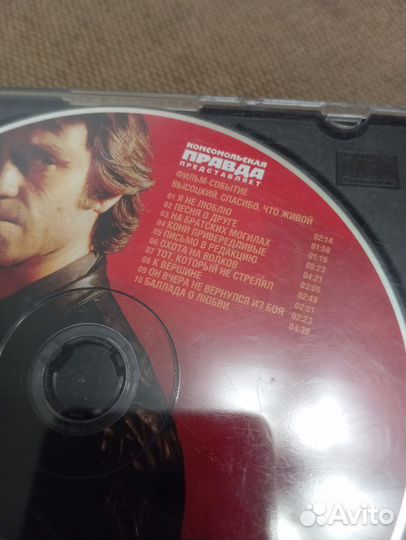 КОМСОМОЛЬСКАЯ
ПРАВДА
ПРЕДСТАВЛЯЕТ
ФИЛЬМ-СОБЫТИЕ
ВЫСОЦКИЙ. СПАСИБО, ЧТО ЖИВОЙ
01 Я НЕ ЛЮБЛЮ 03:14
02 ПЕСНЯ О ДРУГЕ 01:58
03 НА БРАТСКИХ МОГИЛАХ 01:16
04 КОНИ ПРИВЕРЕДЛИВЫЕ 05:23
05 ПИСЬМО В РЕДАКЦИЮ 04:21
06 ОХОТА НА ВОЛКОВ 03:05
07 ТОТ, КОТОРЫЙ НЕ СТРЕЛЯЛ 02:48
08 К ВЕРШИНЕ 02:01
09 ОН ВЧЕРА НЕ ВЕРНУЛСЯ ИЗ БОЯ 02:23
10 БАЛЛАДА О ЛЮБВИ 04:39
Avito